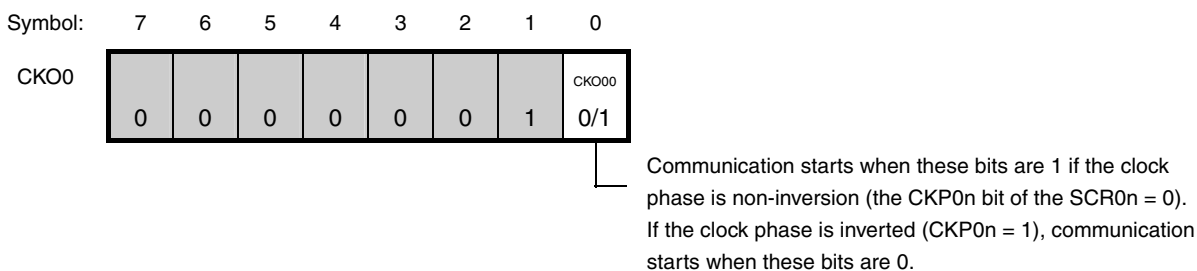 Symbol: 7 6 5 4 3 2 1 0
CKO0 CKO00
0 0 0 0 0 0 1 0/1
Communication starts when these bits are 1 if the clock
phase is non-inversion (the CKP0n bit of the SCR0n = 0).
If the clock phase is inverted (CKP0n = 1), communication
starts when these bits are 0.